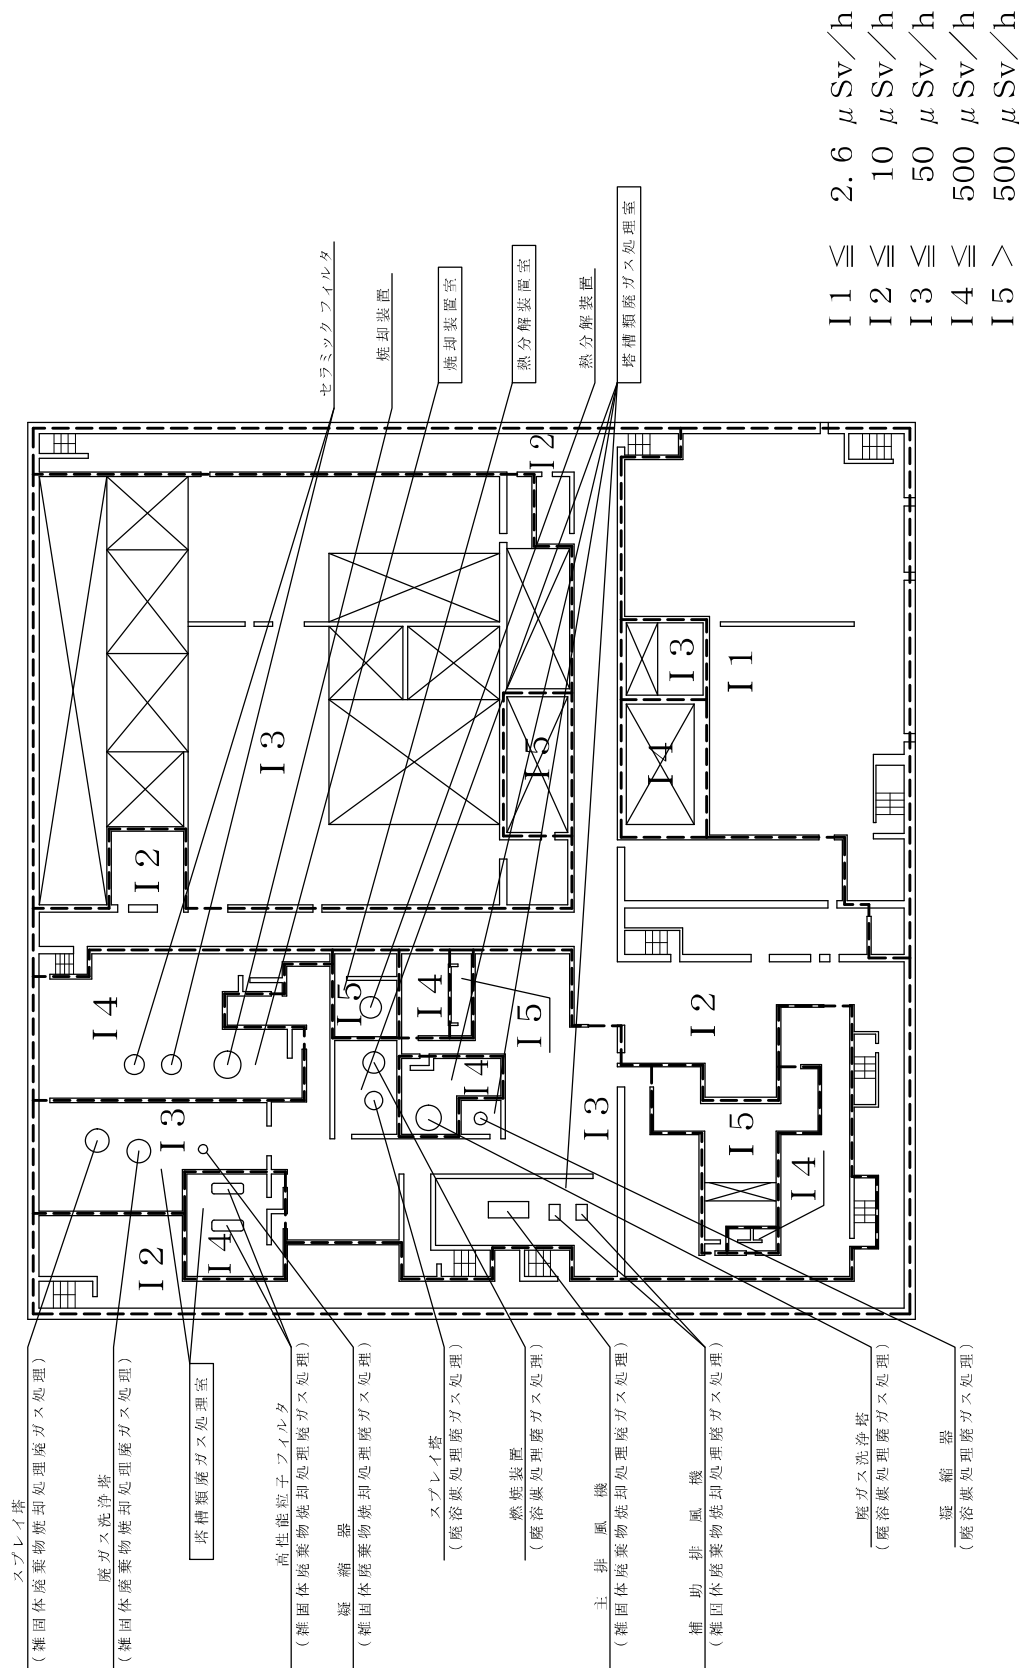 セラミックフィルタ
焼却装置
焼却装置室
熱分解装置室
熱分解装置
塔槽類廃ガス処理室
I1 ≦ 2.6 μSv/h
I2 ≦ 10 μSv/h
I3 ≦ 50 μSv/h
I4 ≦ 500 μSv/h
I5 > 500 μSv/h
I2
I3
I2
I5
I3
I4
I1
I4
I5
I4
I5
I4
I2
I3
I3
I5
I4
I2
I4
スプレイ塔
(雑固体廃棄物焼却処理廃ガス処理)
廃ガス洗浄塔
(雑固体廃棄物焼却処理廃ガス処理)
塔槽類廃ガス処理室
高性能粒子フィルタ
(雑固体廃棄物焼却処理廃ガス処理)
凝縮器
(雑固体廃棄物焼却処理廃ガス処理)
スプレイ塔
(廃溶媒処理廃ガス処理)
燃焼装置
(廃溶媒処理廃ガス処理)
主排風機
(雑固体廃棄物焼却処理廃ガス処理)
補助排風機
(雑固体廃棄物焼却処理廃ガス処理)
廃ガス洗浄塔
(廃溶媒処理廃ガス処理)
凝縮器
(廃溶媒処理廃ガス処理)